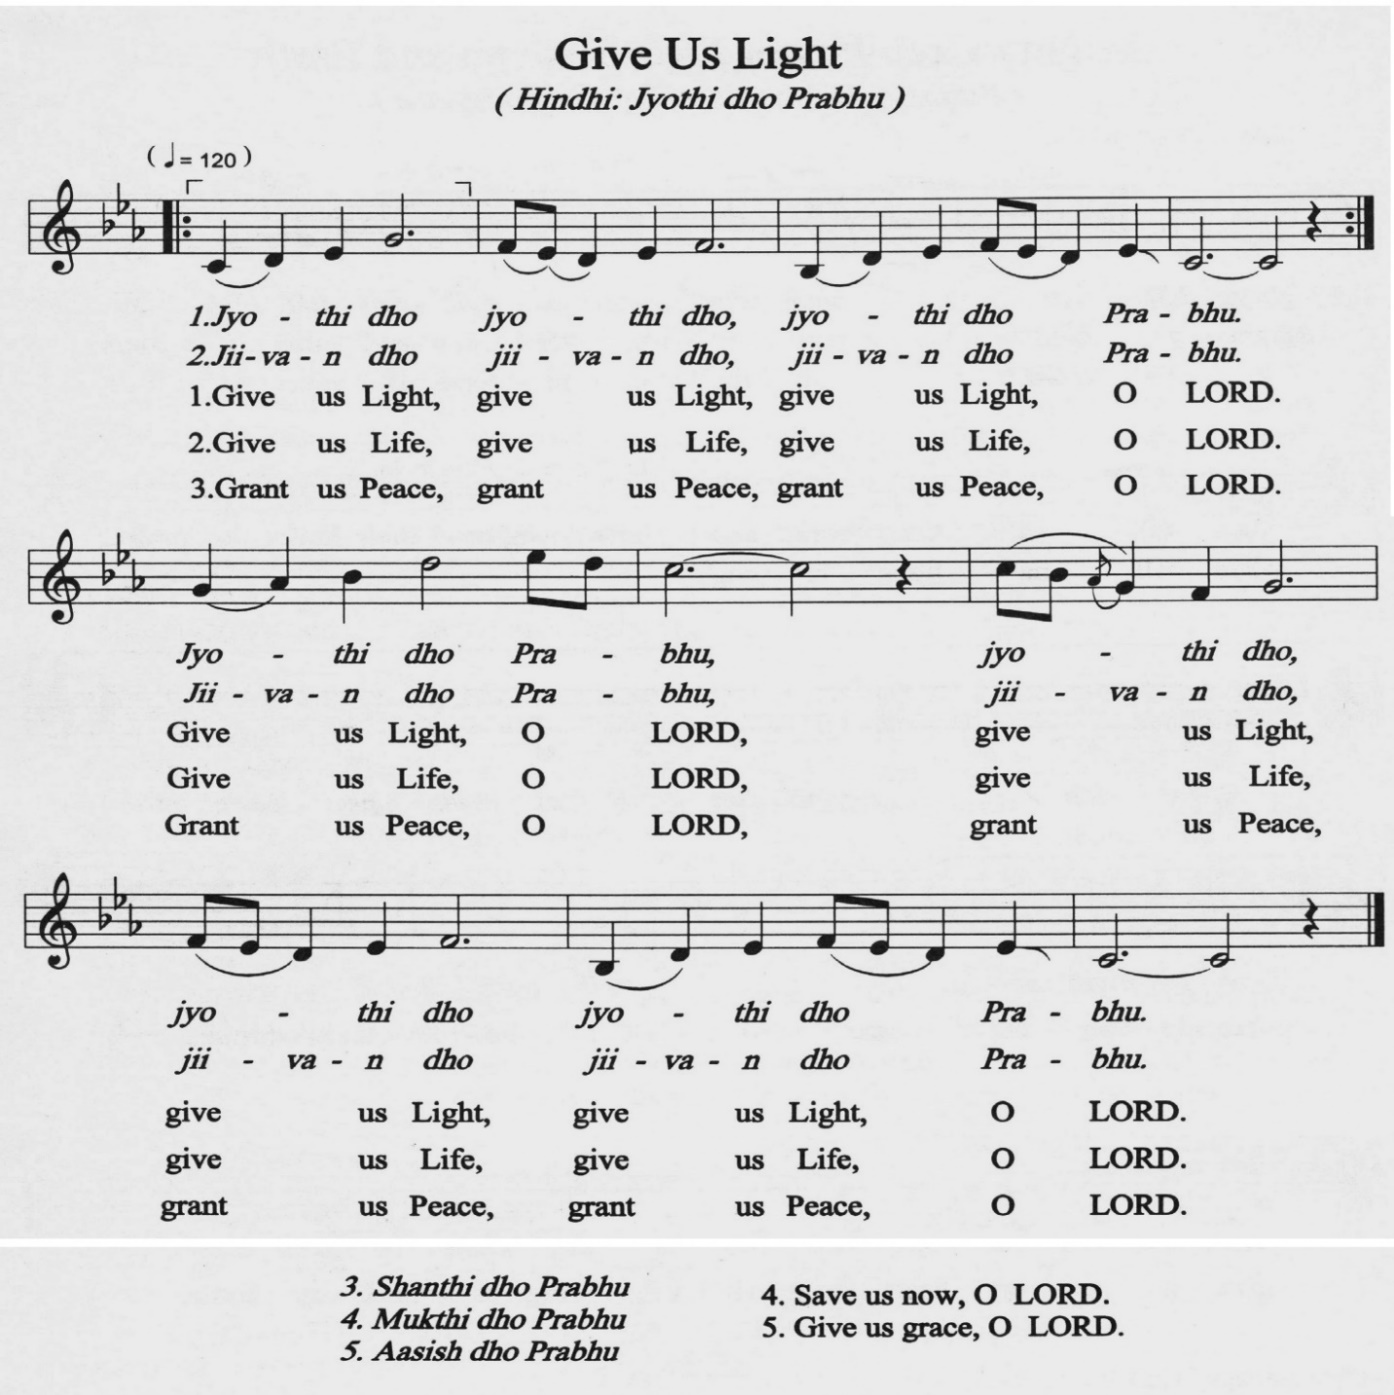 Give Us Light
( Hindhi: Jyothi dho Prabhu )
( ♩= 120 )
1.Jyo - thi dho jyo - thi dho, jyo - thi dho Pra - bhu.
2.Jii-va - n dho jii - va - n dho, jii - va - n dho Pra - bhu.
1.Give us Light, give us Light, give us Light, O LORD.
2.Give us Life, give us Life, give us Life, O LORD.
3.Grant us Peace, grant us Peace, grant us Peace, O LORD.
Jyo - thi dho Pra - bhu, jyo - thi dho,
Jii - va - n dho Pra - bhu, jii - va - n dho,
Give us Light, O LORD, give us Light,
Give us Life, O LORD, give us Life,
Grant us Peace, O LORD, grant us Peace,
jyo - thi dho jyo - thi dho Pra - bhu.
jii - va - n dho jii - va - n dho Pra - bhu.
give us Light, give us Light, O LORD.
give us Life, give us Life, O LORD.
grant us Peace, grant us Peace, O LORD.
3. Shanthi dho Prabhu
4. Mukthi dho Prabhu
5. Aasish dho Prabhu
4. Save us now, O LORD.
5. Give us grace, O LORD.